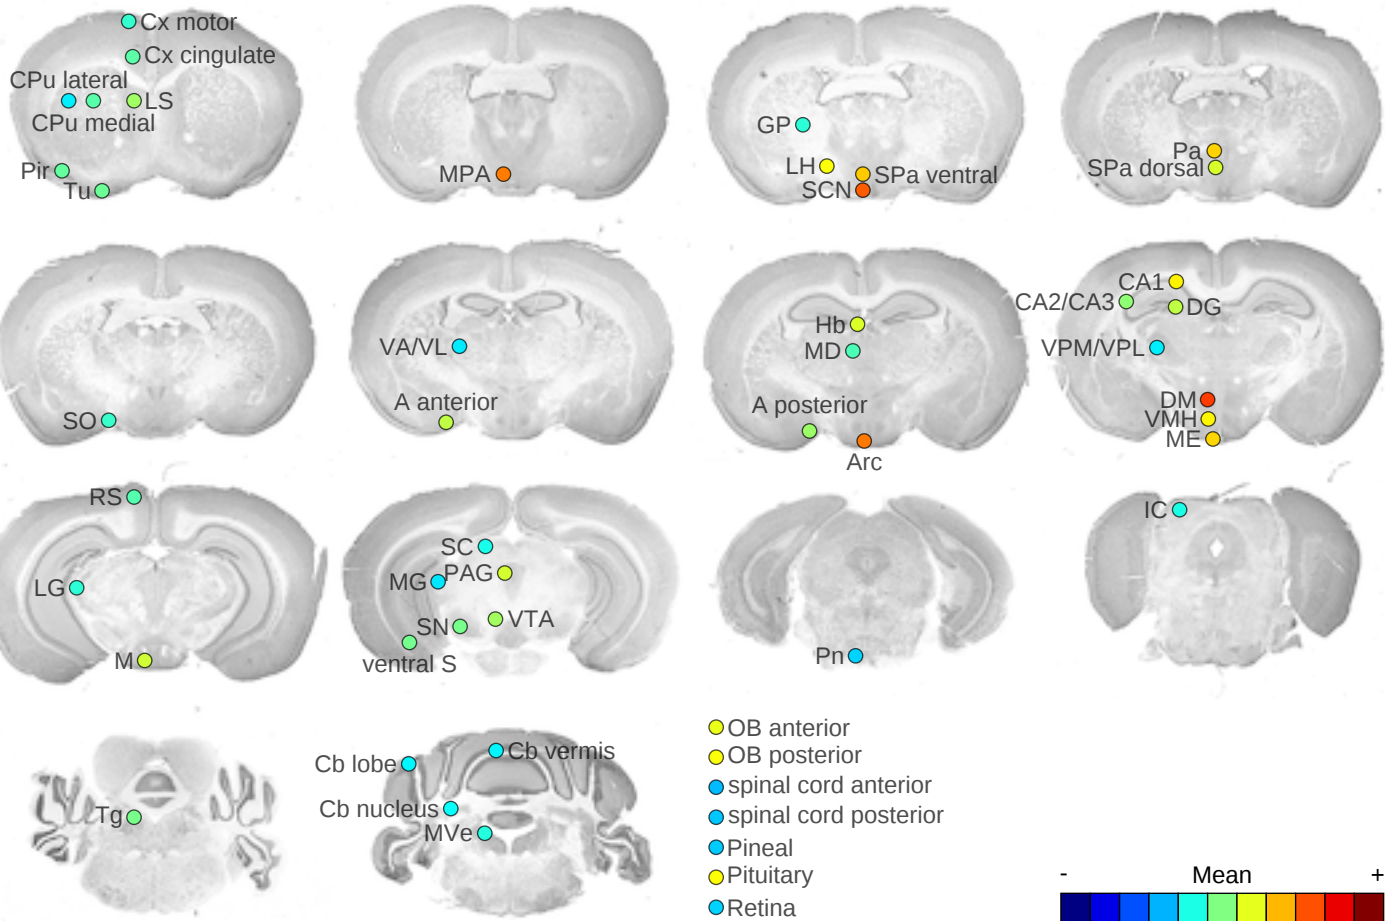 Cx motor
Cx cingulate
CPu lateral
LS
CPu medial
Pir
Tu
MPA
GP
LH
SPa ventral
SCN
Pa
SPa dorsal
SO
VA/VL
A anterior
Hb
MD
A posterior
Arc
CA1
CA2/CA3
DG
VPM/VPL
DM
VMH
ME
RS
LG
M
SC
MG
PAG
SN
VTA
ventral S
Pn
IC
Tg
Cb lobe
Cb vermis
Cb nucleus
MVe
OB anterior
OB posterior
spinal cord anterior
spinal cord posterior
Pineal
Pituitary
Retina
- Mean +